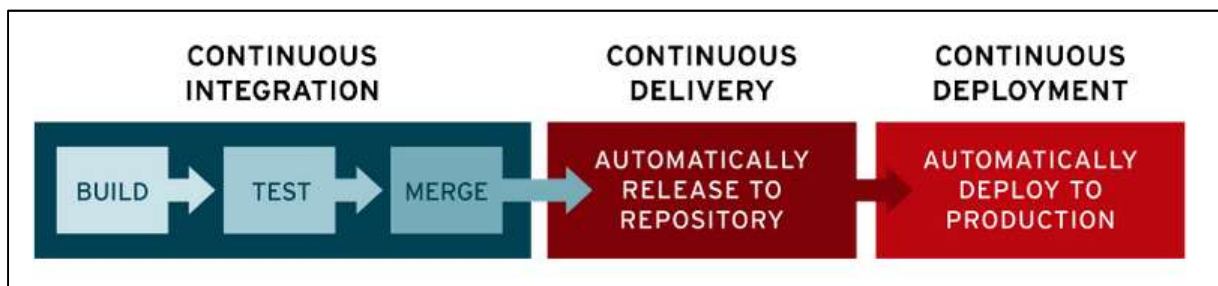 CONTINUOUS
INTEGRATION
CONTINUOUS
DELIVERY
CONTINUOUS
DEPLOYMENT
BUILD
TEST
MERGE
AUTOMATICALLY
RELEASE TO
REPOSITORY
AUTOMATICALLY
DEPLOY TO
PRODUCTION